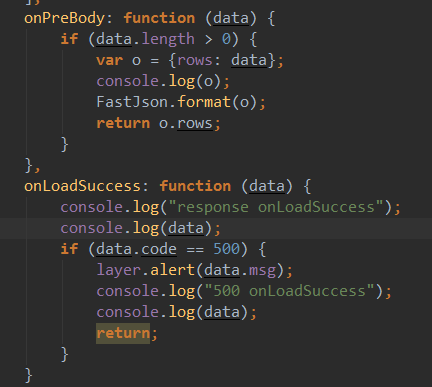 ],
onPreBody: function (data) {
if (data.length > 0) {
var o = {rows: data};
console.log(o);
FastJson.format(o);
return o.rows;
}
},
onLoadSuccess: function (data) {
console.log("response onLoadSuccess");
console.log(data);
if (data.code == 500) {
layer.alert(data.msg);
console.log("500 onLoadSuccess");
console.log(data);
return;
}
}